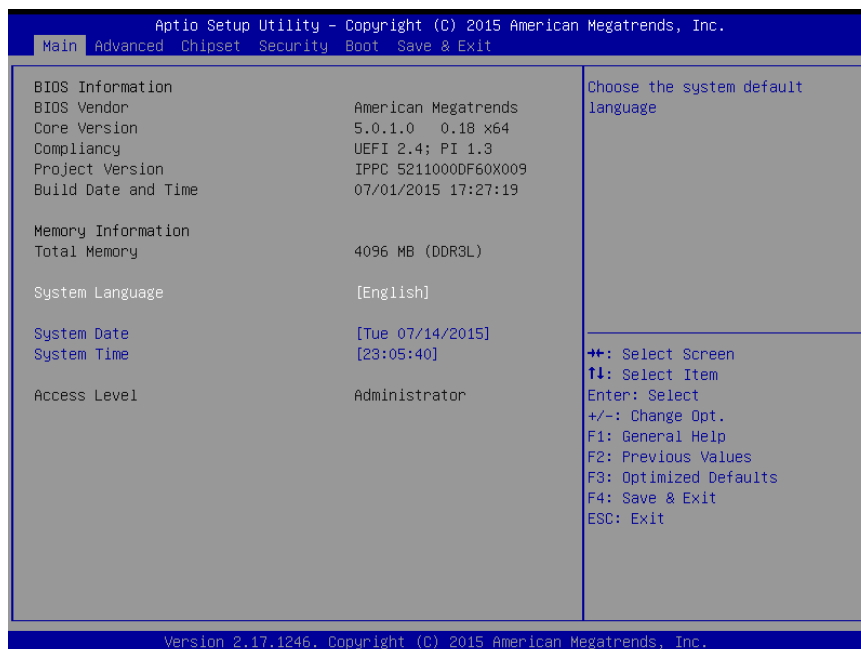 Aptio Setup Utility – Copyright (C) 2015 American Megatrends, Inc.
Main Advanced Chipset Security Boot Save & Exit
BIOS Information
BIOS Vendor American Megatrends
Core Version 5.0.1.0 0.18 x64
Compliancy UEFI 2.4; PI 1.3
Project Version IPPC 5211000DF60X009
Build Date and Time 07/01/2015 17:27:19
Memory Information
Total Memory 4096 MB (DDR3L)
System Language [English]
System Date [Tue 07/14/2015]
System Time [23:05:40]
Access Level Administrator
Choose the system default
language
→←: Select Screen
↑↓: Select Item
Enter: Select
+/-: Change Opt.
F1: General Help
F2: Previous Values
F3: Optimized Defaults
F4: Save & Exit
ESC: Exit
Version 2.17.1246. Copyright (C) 2015 American Megatrends, Inc.